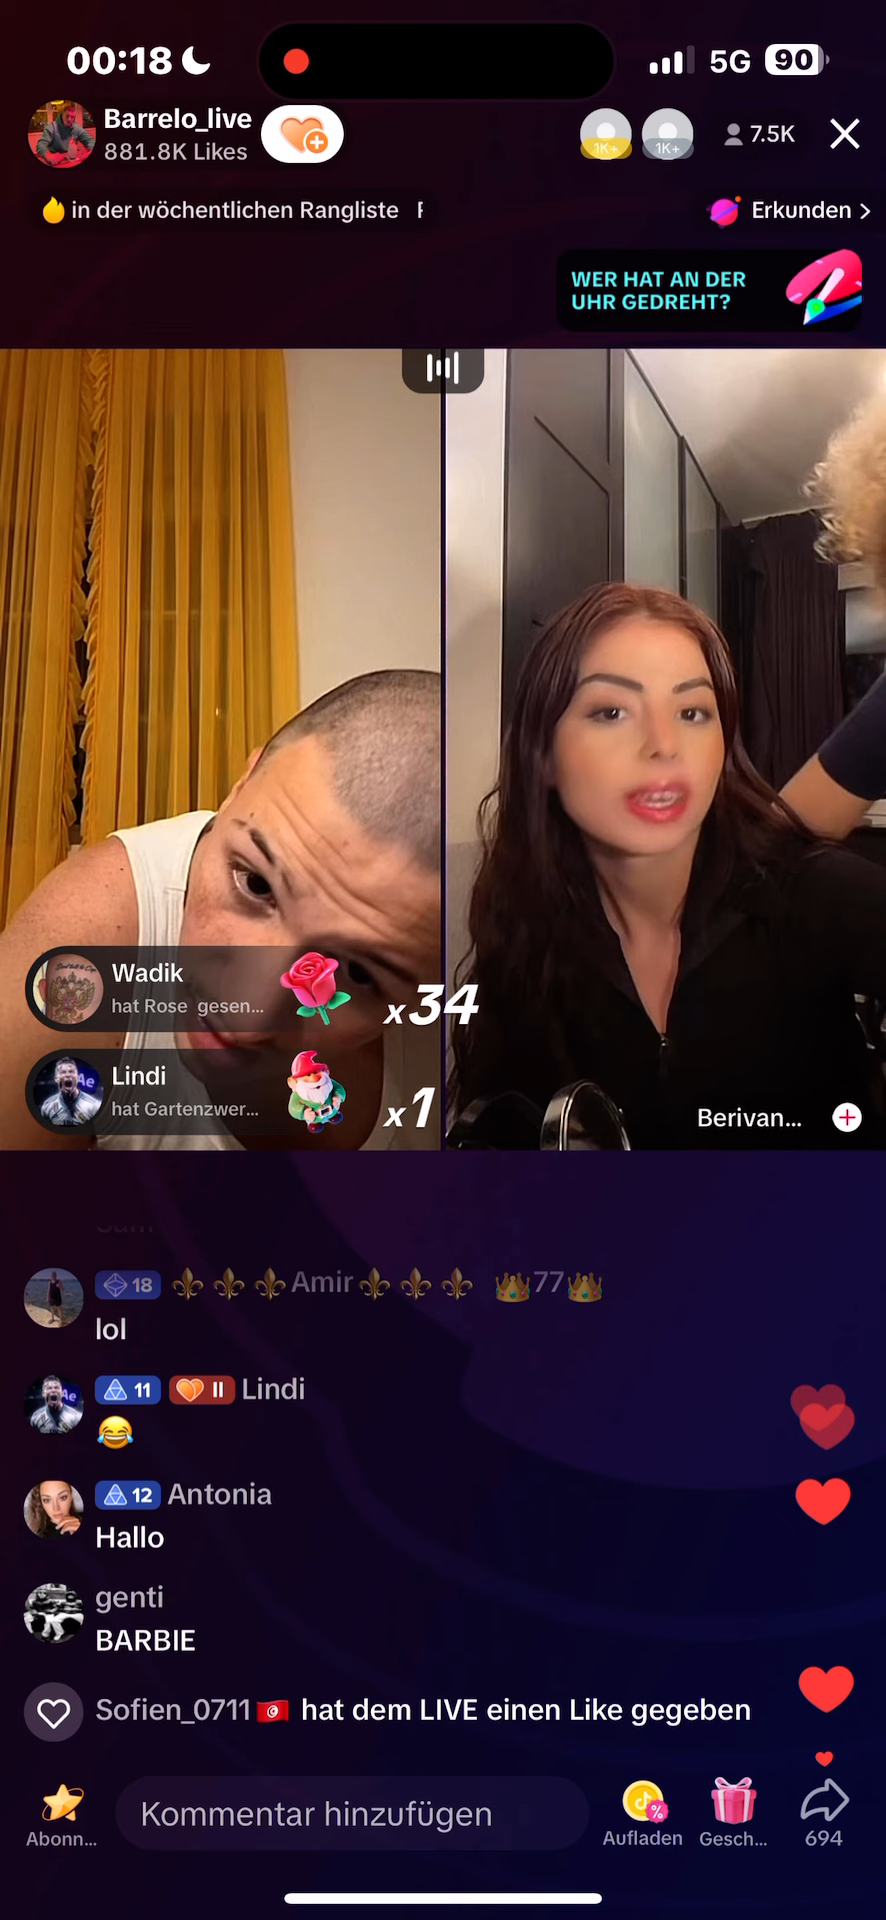 00:18
5G
90
Barrelo_live
881.8K Likes
1K+
1K+
7.5K
in der wöchentlichen Rangliste
Erkunden >
WER HAT AN DER
UHR GEDREHT?
Wadik
hat Rose gesen...
x34
Lindi
hat Gartenzwer...
x1
Berivan...
18 ⚜️⚜️⚜️Amir⚜️⚜️⚜️ 👑77👑
lol
11 II Lindi
😂
12 Antonia
Hallo
genti
BARBIE
Sofien_0711🇹🇳 hat dem LIVE einen Like gegeben
Abonn...
Kommentar hinzufügen
Aufladen
Gesch...
694